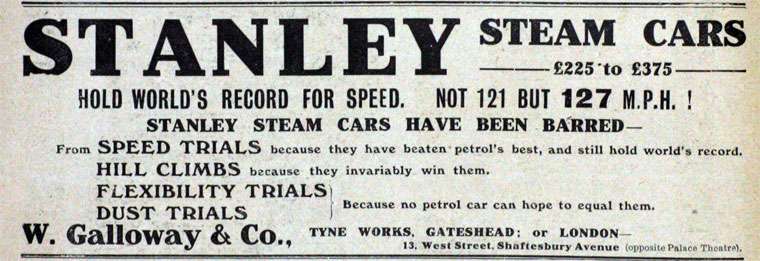 STANLEY STEAM CARS
£225 to £375
HOLD WORLD'S RECORD FOR SPEED. NOT 121 BUT 127 M.P.H. !
STANLEY STEAM CARS HAVE BEEN BARRED—
From SPEED TRIALS because they have beaten petrol's best, and still hold world's record.
HILL CLIMBS because they invariably win them.
FLEXIBILITY TRIALS
DUST TRIALS
Because no petrol car can hope to equal them.
W. Galloway & Co., TYNE WORKS, GATESHEAD; or LONDON—
13, West Street, Shaftesbury Avenue (opposite Palace Theatre).